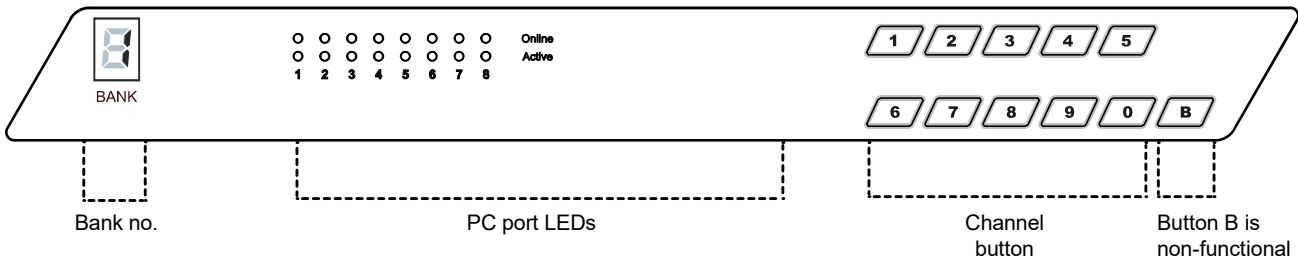 1
BANK
Online
Active
1 2 3 4 5 6 7 8
1 2 3 4 5
6 7 8 9 0 B
Bank no.
PC port LEDs
Channel
button
Button B is
non-functional